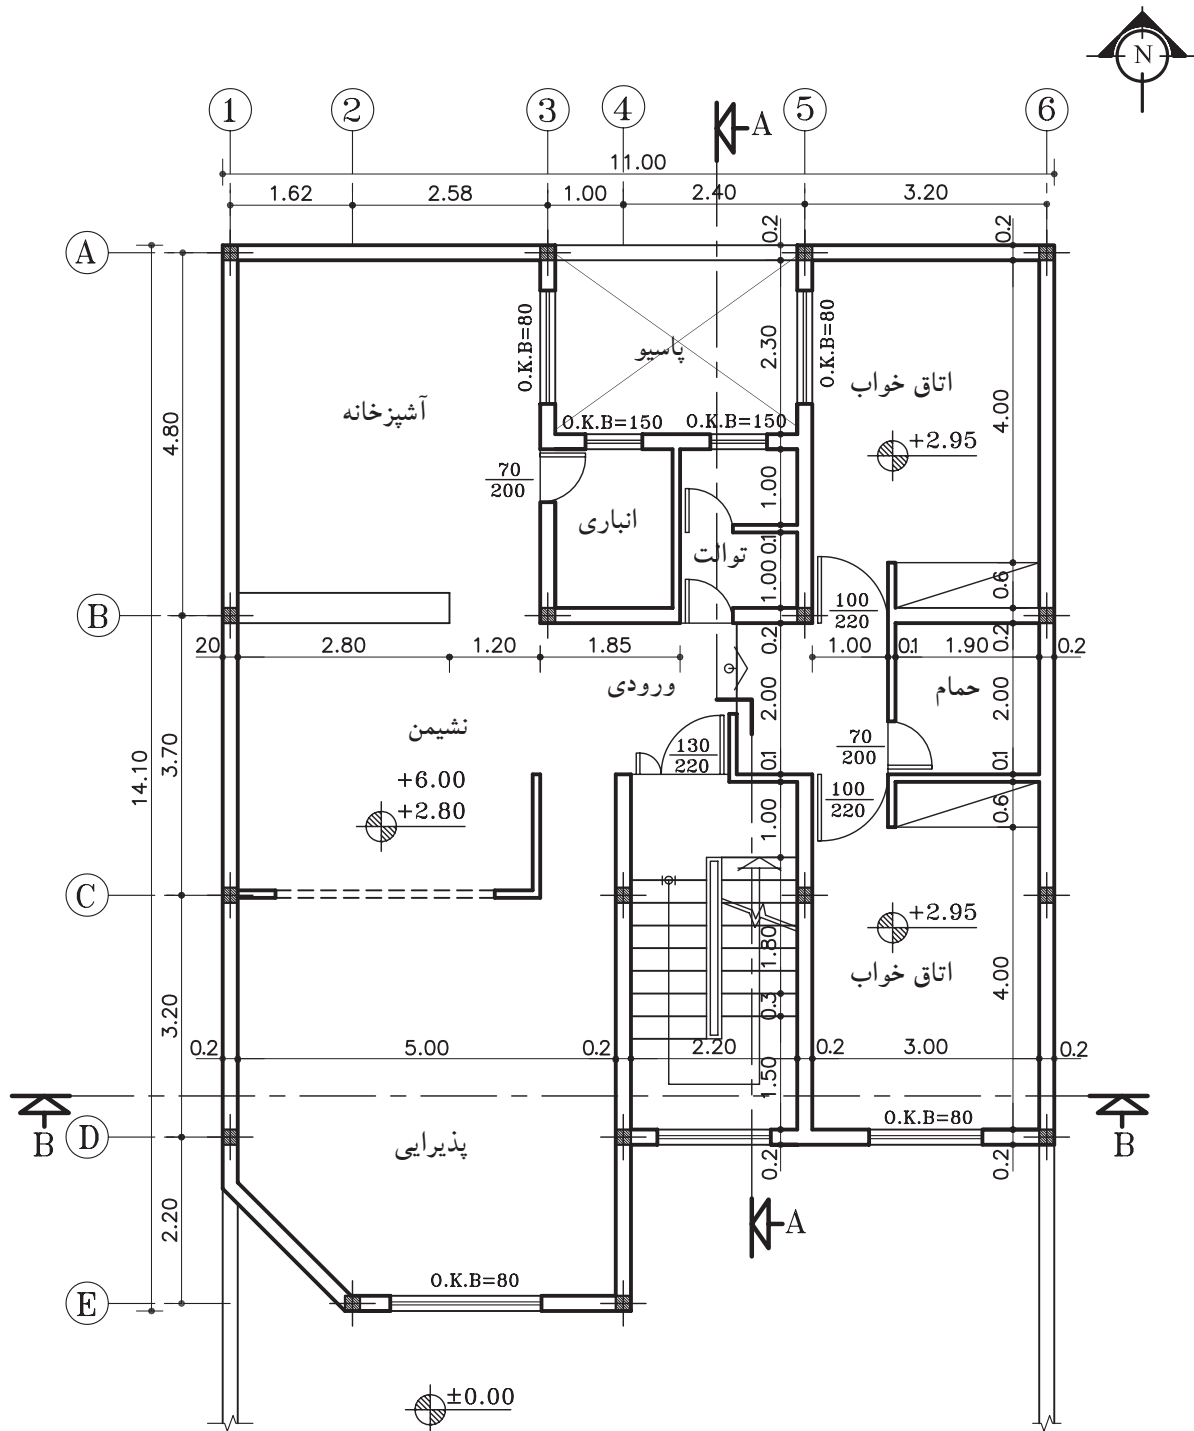 N
1 2 3 4 5 6
A
11.00
1.62 2.58 1.00 2.40 3.20
0.2 0.2
A
O.K.B=80
پاسیو
2.30
O.K.B=80
اتاق خواب
4.00
آشپزخانه
4.80
O.K.B=150 O.K.B=150
+2.95
70
200
1.00
انباری
توالت
0.1
1.00
0.6
100
220
B
20 2.80 1.20 1.85 0.2 1.00 0.1 1.90 0.2 0.2
ورودی
حمام
2.00 2.00
نشیمن
3.70
14.10
130
220
70
200
0.1 0.1
+6.00
+2.80
100
220
0.6
1.00
C
+2.95
1.80
اتاق خواب
4.00
3.20
0.3
0.2 5.00 0.2 2.20 0.2 3.00 0.2
1.50
B
D
پذیرایی
O.K.B=80
B
0.2 0.2
2.20
A
O.K.B=80
E
±0.00